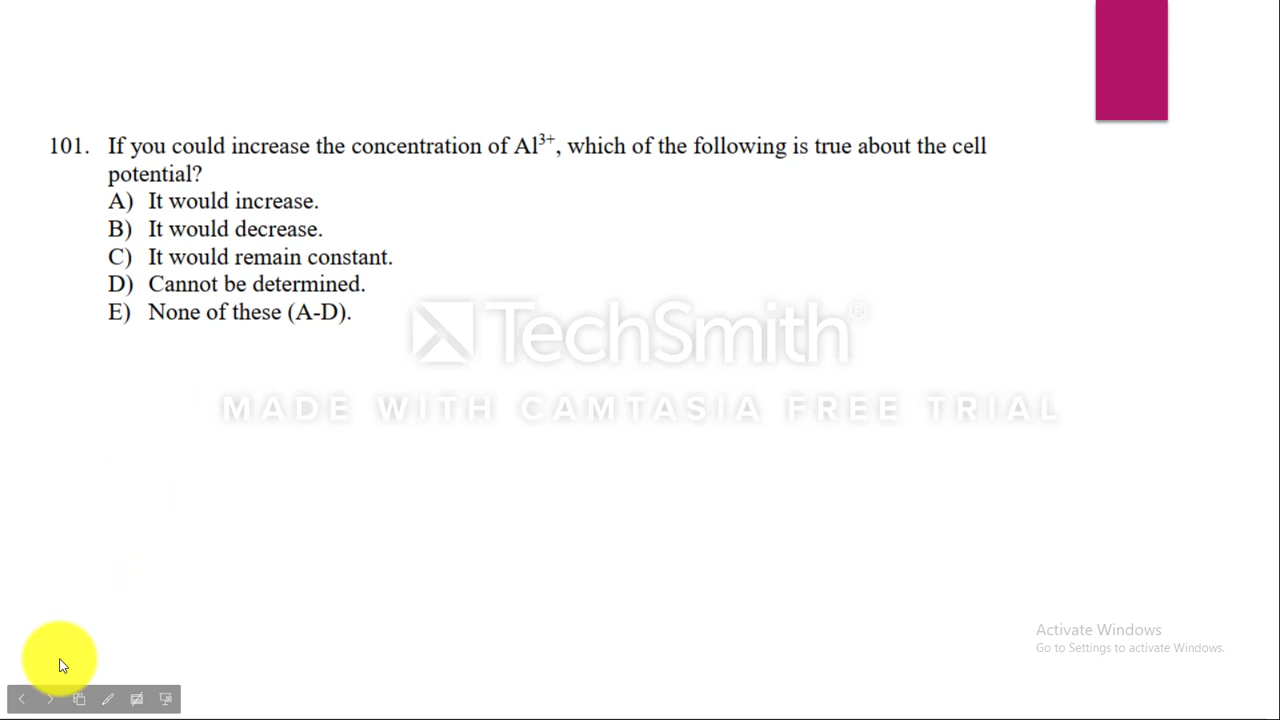 101. If you could increase the concentration of Al³⁺, which of the following is true about the cell
potential?
A) It would increase.
B) It would decrease.
C) It would remain constant.
D) Cannot be determined.
E) None of these (A-D).
TechSmith®
MADE WITH CAMTASIA FREE TRIAL
Activate Windows
Go to Settings to activate Windows.